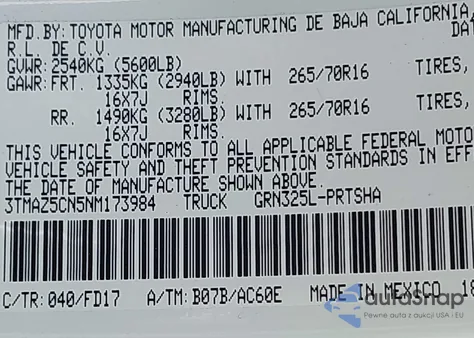 MFD.BY:TOYOTA MOTOR MANUFACTURING DE BAJA CALIFORNIA,
R.L. DE C.V. DA
GVWR:2540KG (5600LB)
GAWR:FRT. 1335KG (2940LB) WITH 265/70R16 TIRES,
16X7J RIMS.
RR. 1490KG (3280LB) WITH 265/70R16 TIRES,
16X7J RIMS.
THIS VEHICLE CONFORMS TO ALL APPLICABLE FEDERAL MOTO
VEHICLE SAFETY AND THEFT PREVENTION STANDARDS IN EFF
THE DATE OF MANUFACTURE SHOWN ABOVE.
3TMAZ5CN5NM173984 TRUCK GRN325L-PRTSHA
C/TR:040/FD17 A/TM:B07B/AC60E MADE IN MEXICO 18
autaSnap
Pewne auta z aukcji USA i EU